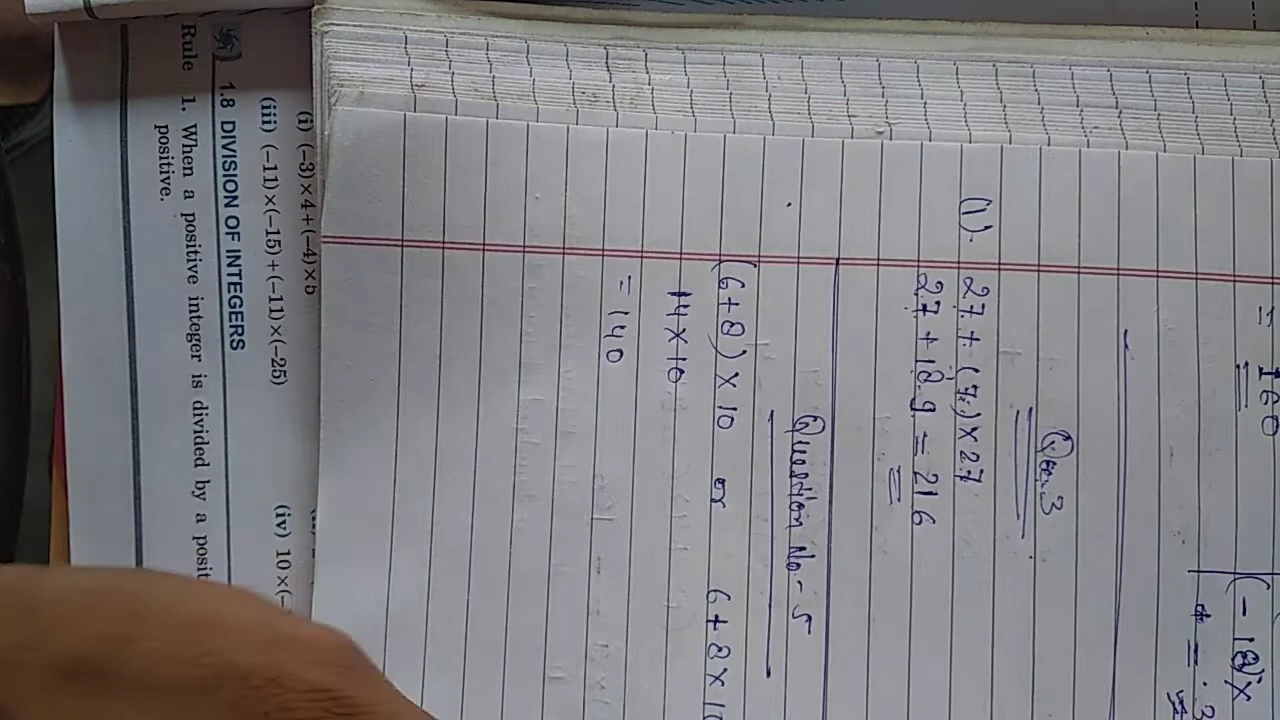 = 160
(-18)×
Que. 3
(1). 27 + (7) × 27
27 + 189 = 216
Question No.- 5
(6+8) × 10 or 6 + 8 × 10
14 × 10
= 140
(i) (–3)×4+(–4)×5
(iii) (–11)×(–15)+(–11)×(–25)
(iv) 10×(–
1.8 DIVISION OF INTEGERS
Rule 1. When a positive integer is divided by a posit
positive.